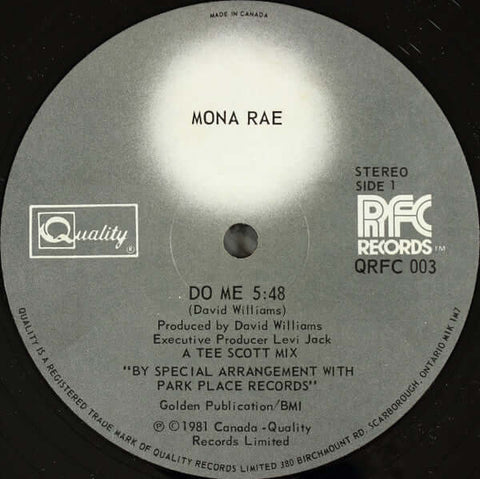 MADE IN CANADA
MONA RAE
STEREO
SIDE 1
Quality
®
RFC
RECORDS™
QRFC 003
DO ME 5:48
(David Williams)
Produced by David Williams
Executive Producer Levi Jack
A TEE SCOTT MIX
"BY SPECIAL ARRANGEMENT WITH
PARK PLACE RECORDS"
Golden Publication/BMI
℗ © 1981 Canada -Quality
Records Limited
QUALITY IS A REGISTERED TRADE MARK OF QUALITY RECORDS LIMITED 380 BIRCHMOUNT RD. SCARBOROUGH, ONTARIO M1K 1M7